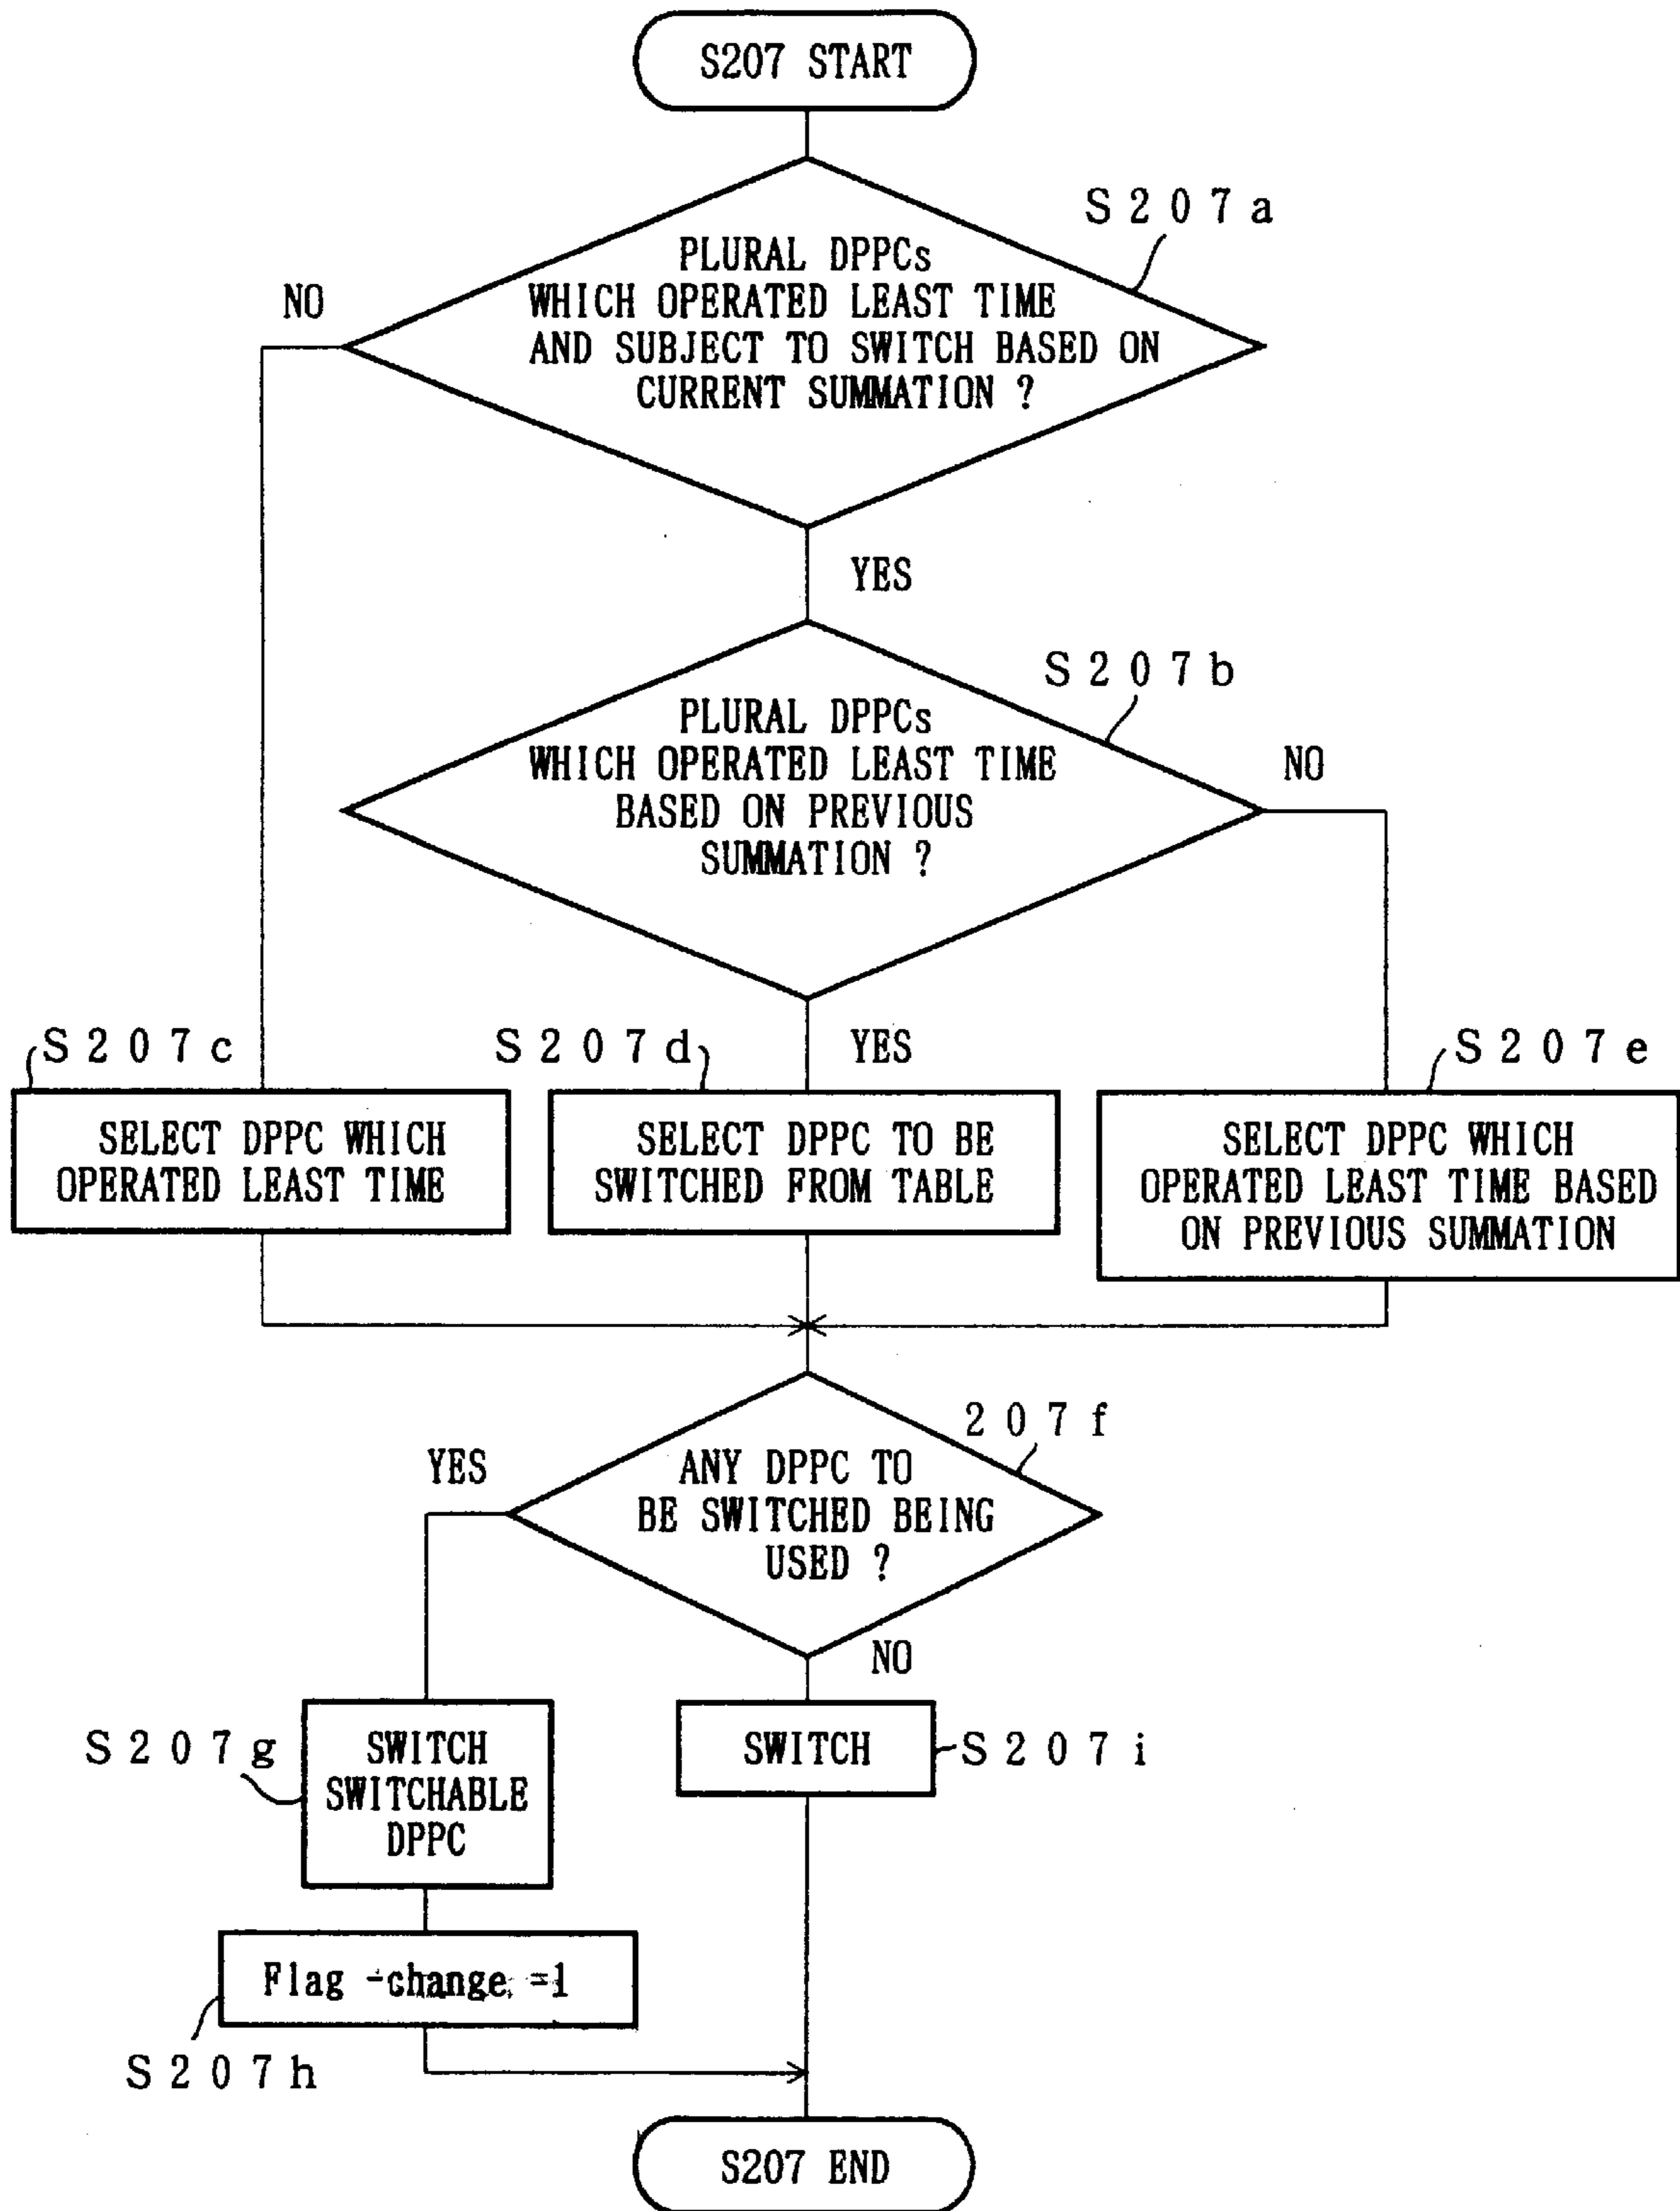 S207 START
S207a
PLURAL DPPCs
WHICH OPERATED LEAST TIME
AND SUBJECT TO SWITCH BASED ON
CURRENT SUMMATION ?
NO
YES
S207b
PLURAL DPPCs
WHICH OPERATED LEAST TIME
BASED ON PREVIOUS
SUMMATION ?
NO
YES
S207c
SELECT DPPC WHICH
OPERATED LEAST TIME
S207d
SELECT DPPC TO BE
SWITCHED FROM TABLE
S207e
SELECT DPPC WHICH
OPERATED LEAST TIME BASED
ON PREVIOUS SUMMATION
207f
ANY DPPC TO
BE SWITCHED BEING
USED ?
YES
NO
S207g
SWITCH
SWITCHABLE
DPPC
SWITCH
S207i
Flag -change =1
S207h
S207 END